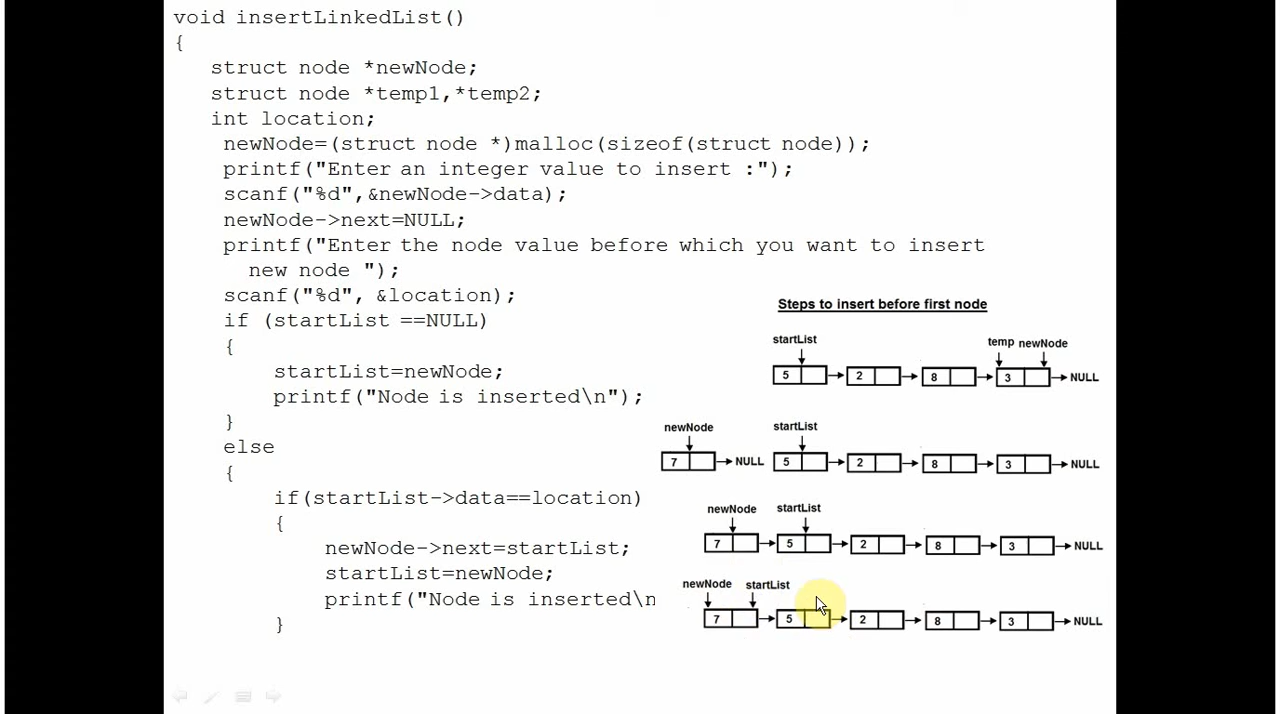 void insertLinkedList()
{
struct node *newNode;
struct node *temp1,*temp2;
int location;
newNode=(struct node *)malloc(sizeof(struct node));
printf("Enter an integer value to insert :");
scanf("%d",&newNode->data);
newNode->next=NULL;
printf("Enter the node value before which you want to insert
new node ");
scanf("%d", &location);
if (startList ==NULL)
{
startList=newNode;
printf("Node is inserted\n");
}
else
{
if(startList->data==location)
{
newNode->next=startList;
startList=newNode;
printf("Node is inserted\n
}
Steps to insert before first node
startList temp newNode
5 2 8 3 NULL
newNode startList
7 NULL 5 2 8 3 NULL
newNode startList
7 5 2 8 3 NULL
newNode startList
7 5 2 8 3 NULL